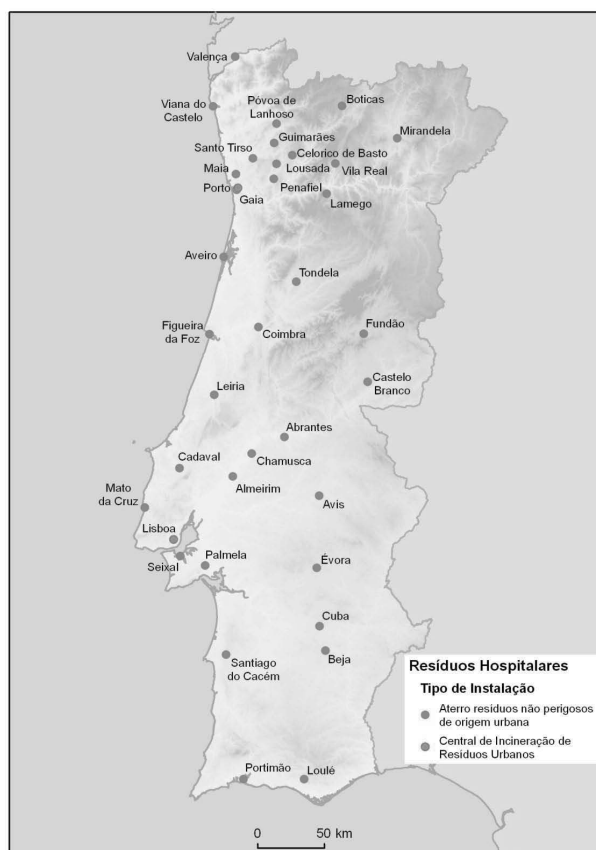 Valença
Viana do
Castelo
Póvoa de
Lanhoso
Boticas
Mirandela
Guimarães
Santo Tirso
Celorico de Basto
Maia
Lousada
Vila Real
Porto
Gaia
Penafiel
Lamego
Aveiro
Tondela
Figueira
da Foz
Coimbra
Fundão
Leiria
Castelo
Branco
Abrantes
Cadaval
Chamusca
Almeirim
Mato
da Cruz
Avis
Lisboa
Seixal
Palmela
Évora
Cuba
Beja
Santiago
do Cacém
Portimão
Loulé
Resíduos Hospitalares
Tipo de Instalação
Aterro resíduos não perigosos
de origem urbana
Central de Incineração de
Resíduos Urbanos
0 50 km